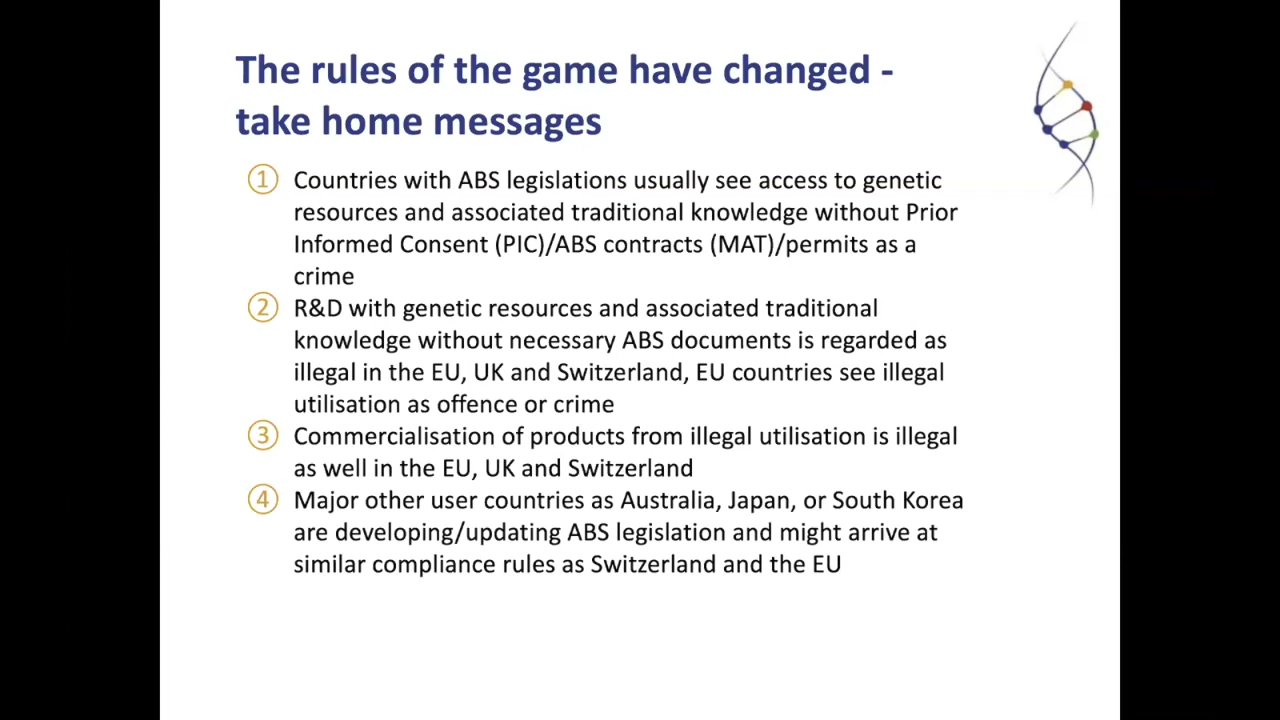 The rules of the game have changed -
take home messages
① Countries with ABS legislations usually see access to genetic
resources and associated traditional knowledge without Prior
Informed Consent (PIC)/ABS contracts (MAT)/permits as a
crime
② R&D with genetic resources and associated traditional
knowledge without necessary ABS documents is regarded as
illegal in the EU, UK and Switzerland, EU countries see illegal
utilisation as offence or crime
③ Commercialisation of products from illegal utilisation is illegal
as well in the EU, UK and Switzerland
④ Major other user countries as Australia, Japan, or South Korea
are developing/updating ABS legislation and might arrive at
similar compliance rules as Switzerland and the EU